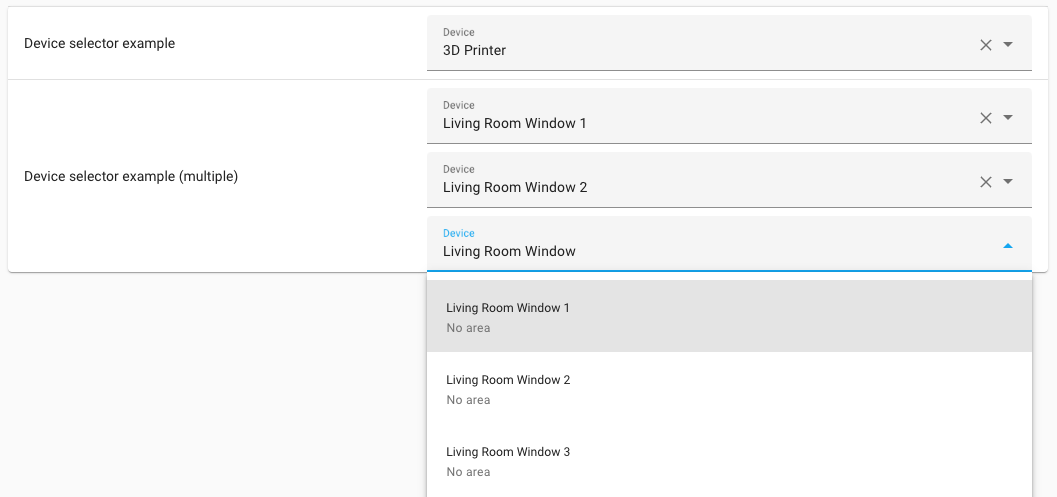 Device selector example
Device
3D Printer
Device
Living Room Window 1
Device selector example (multiple)
Device
Living Room Window 2
Device
Living Room Window
Living Room Window 1
No area
Living Room Window 2
No area
Living Room Window 3
No area